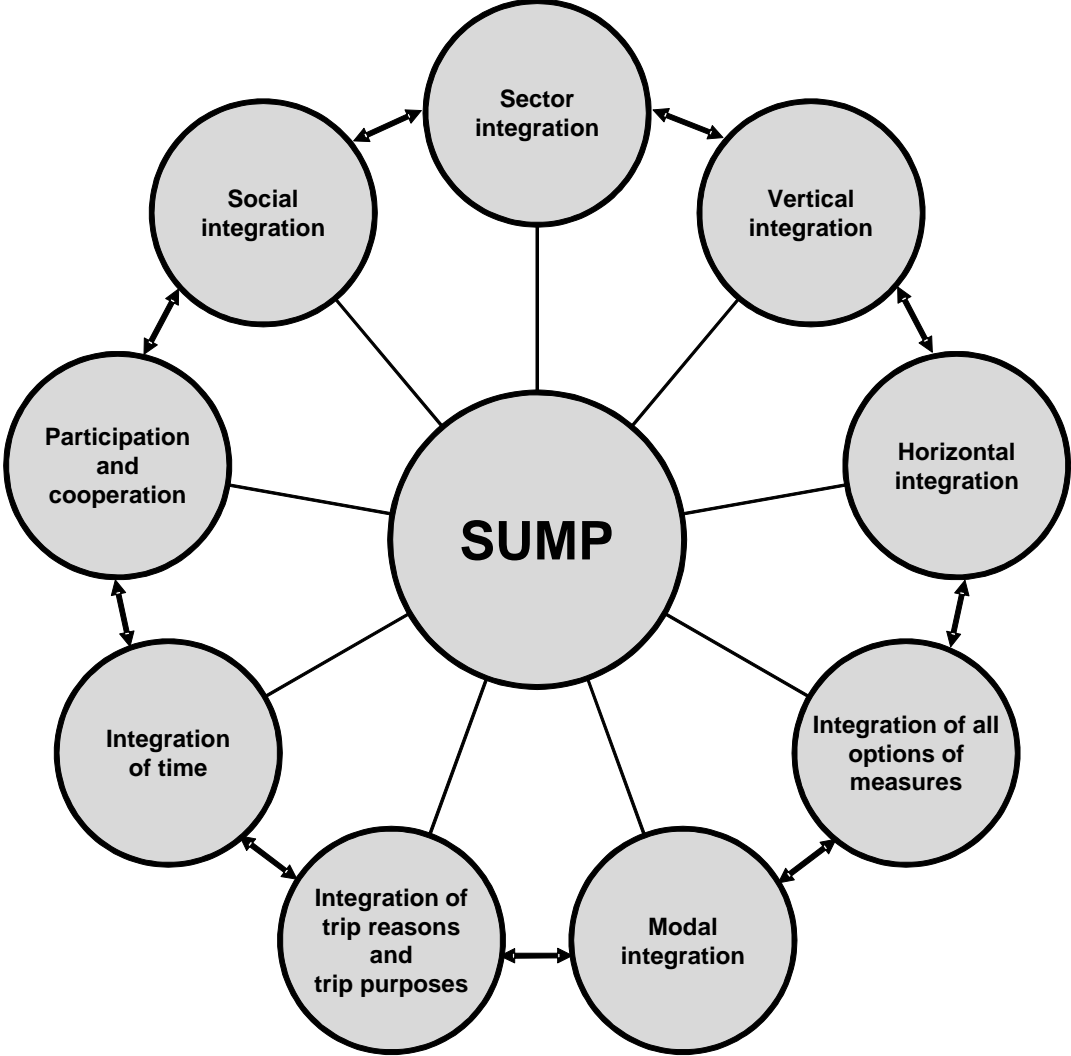 Sector
integration
Vertical
integration
Horizontal
integration
Integration of all
options of
measures
Modal
integration
Integration of
trip reasons
and
trip purposes
Integration
of time
Participation
and
cooperation
Social
integration
SUMP